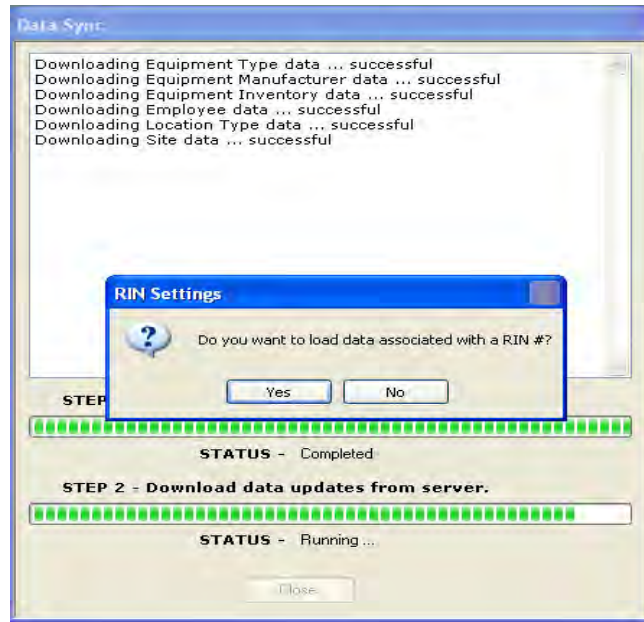 Data Sync
Downloading Equipment Type data ... successful
Downloading Equipment Manufacturer data ... successful
Downloading Equipment Inventory data ... successful
Downloading Employee data ... successful
Downloading Location Type data ... successful
Downloading Site data ... successful
RIN Settings
Do you want to load data associated with a RIN #?
Yes No
STEP
STATUS - Completed
STEP 2 - Download data updates from server.
STATUS - Running ...
Close